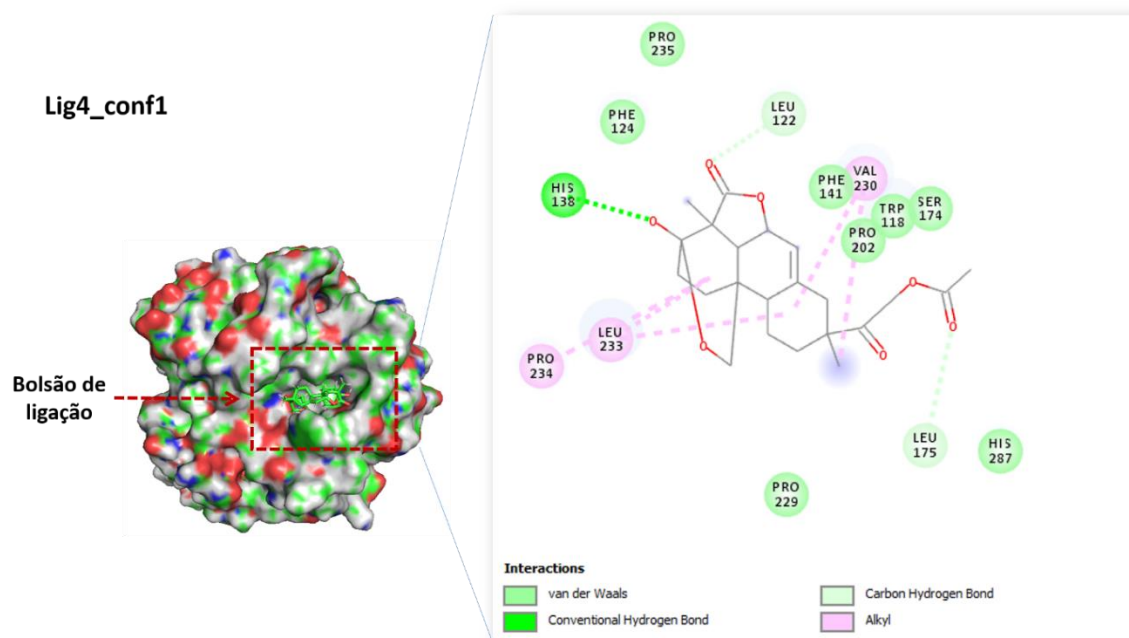 Lig4_conf1
Bolsão de
ligação
PRO
235
PHE
124
LEU
122
HIS
138
PHE
141
VAL
230
TRP
118
SER
174
PRO
202
LEU
233
PRO
234
LEU
175
HIS
287
PRO
229
Interactions
van der Waals
Conventional Hydrogen Bond
Carbon Hydrogen Bond
Alkyl